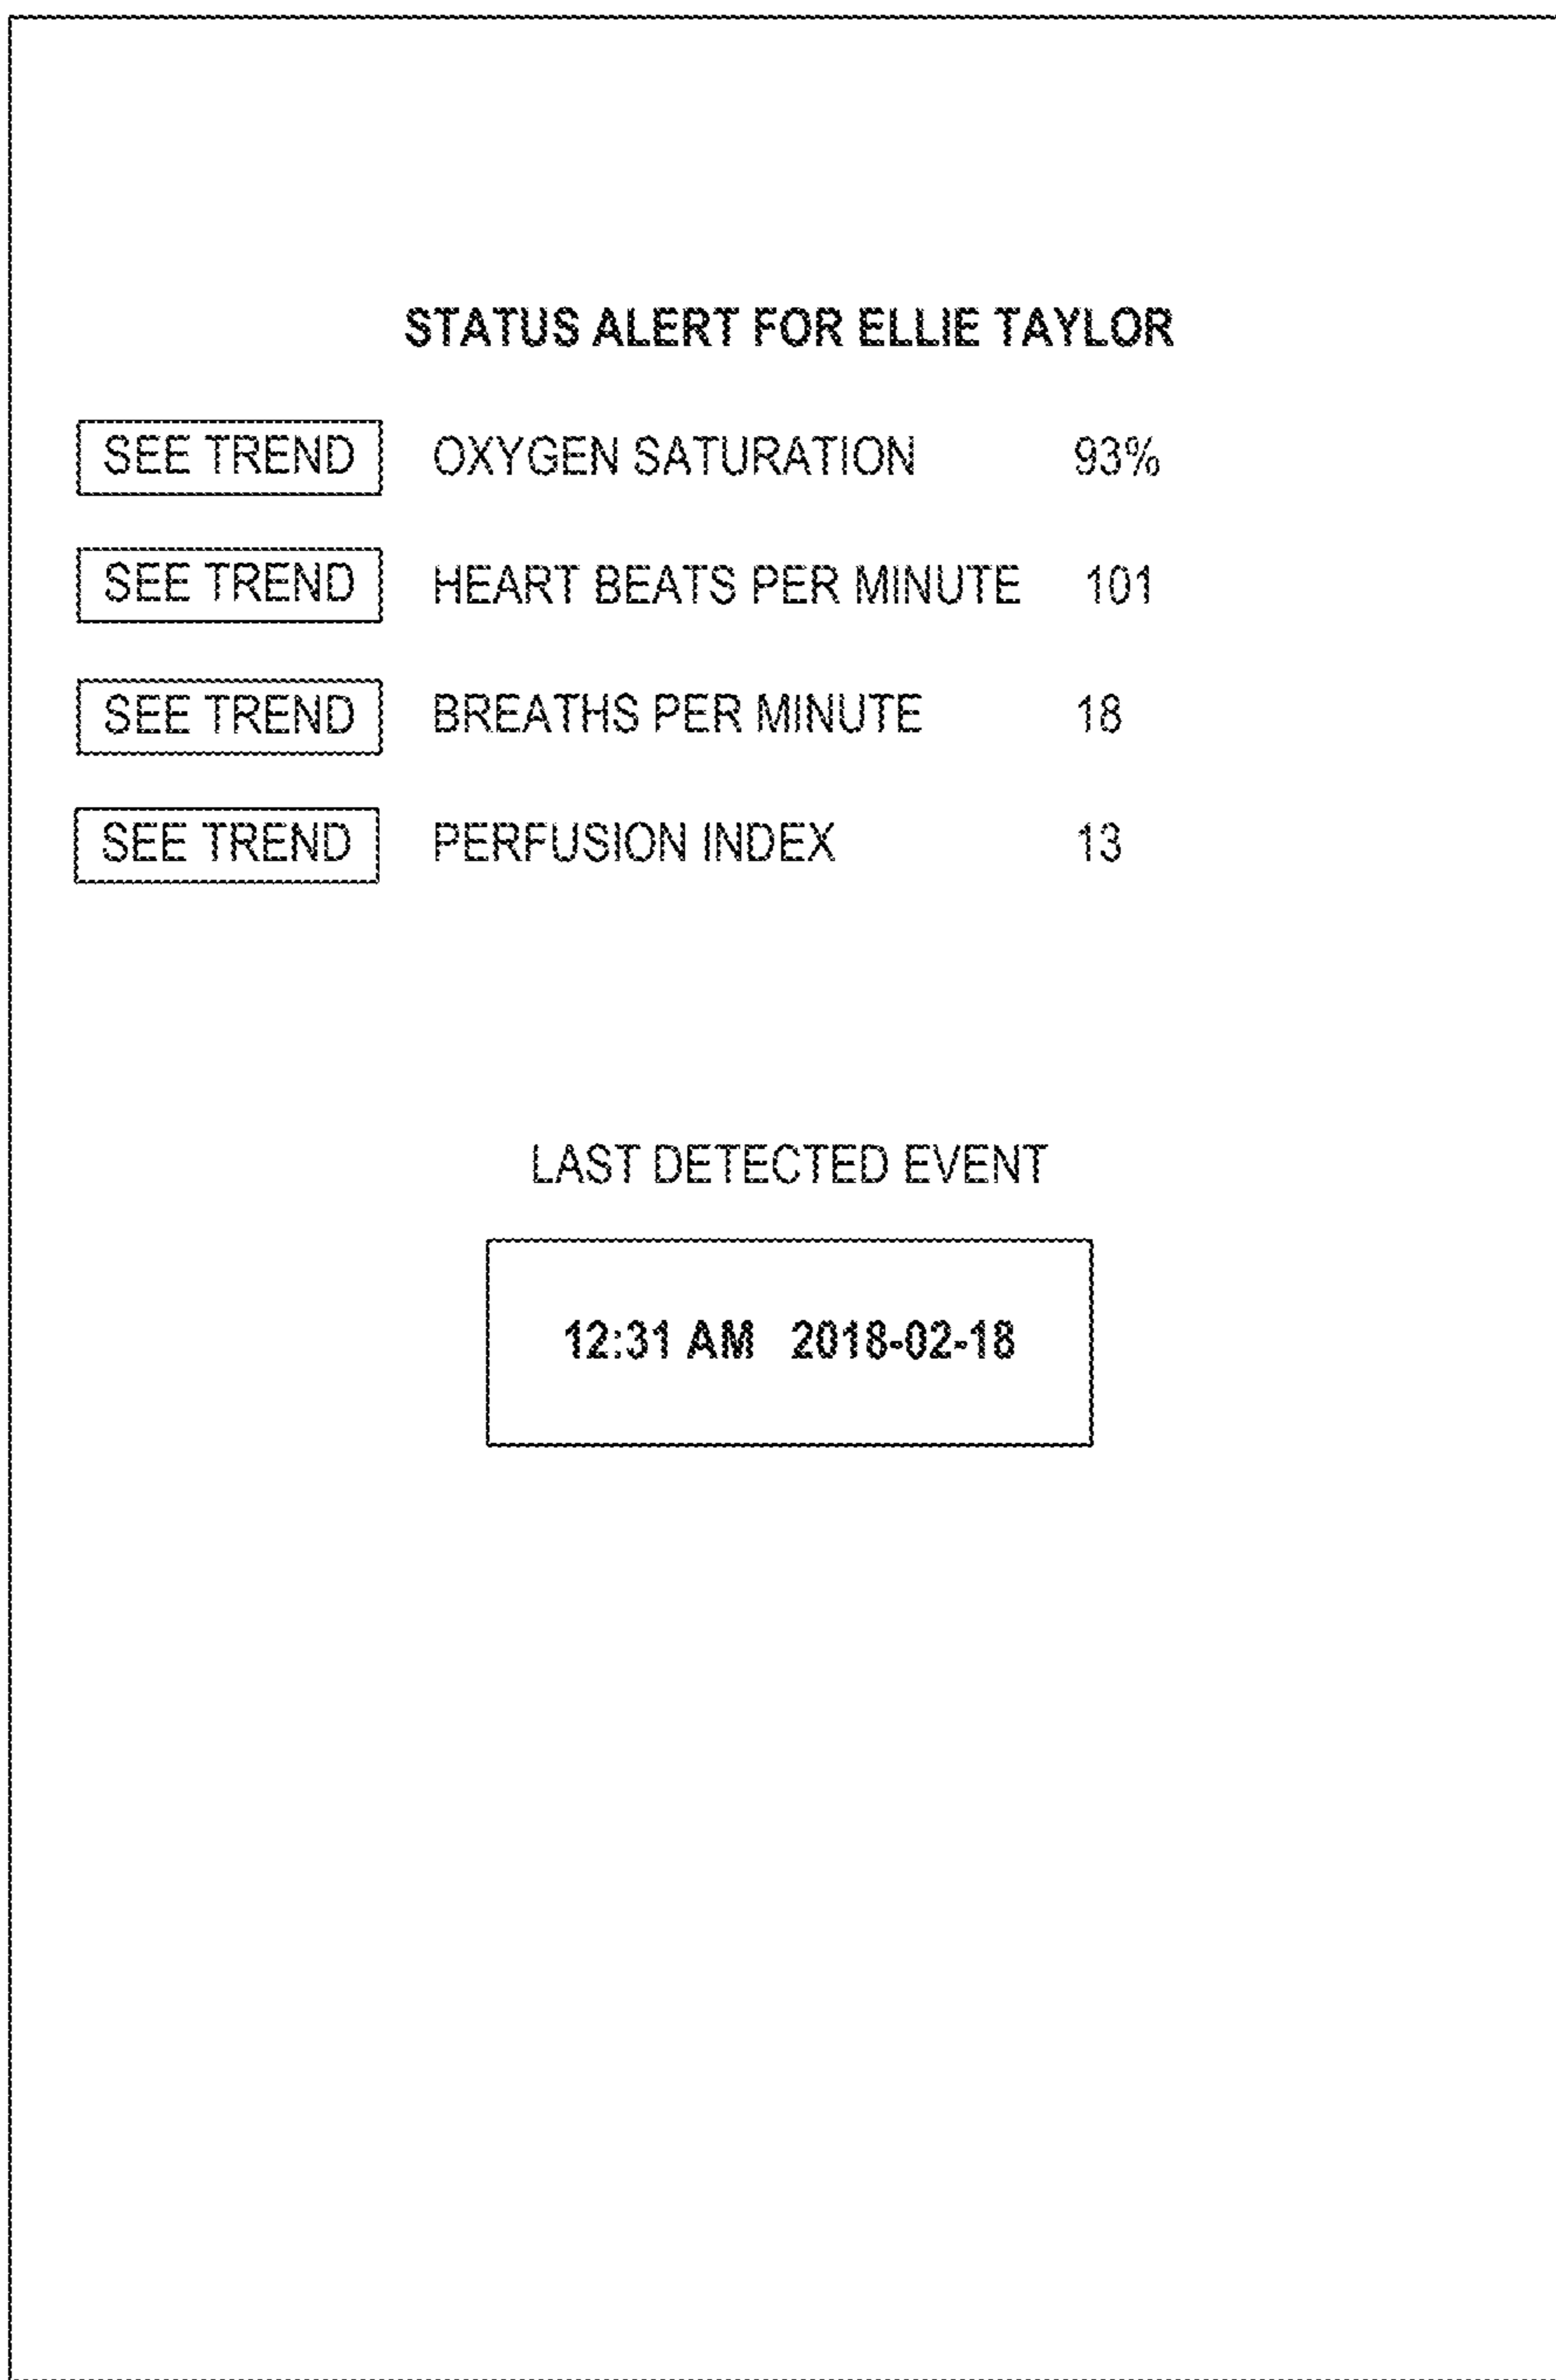 STATUS ALERT FOR ELLIE TAYLOR
SEE TREND OXYGEN SATURATION 93%
SEE TREND HEART BEATS PER MINUTE 101
SEE TREND BREATHS PER MINUTE 18
SEE TREND PERFUSION INDEX 13
LAST DETECTED EVENT
12:31 AM 2018-02-18